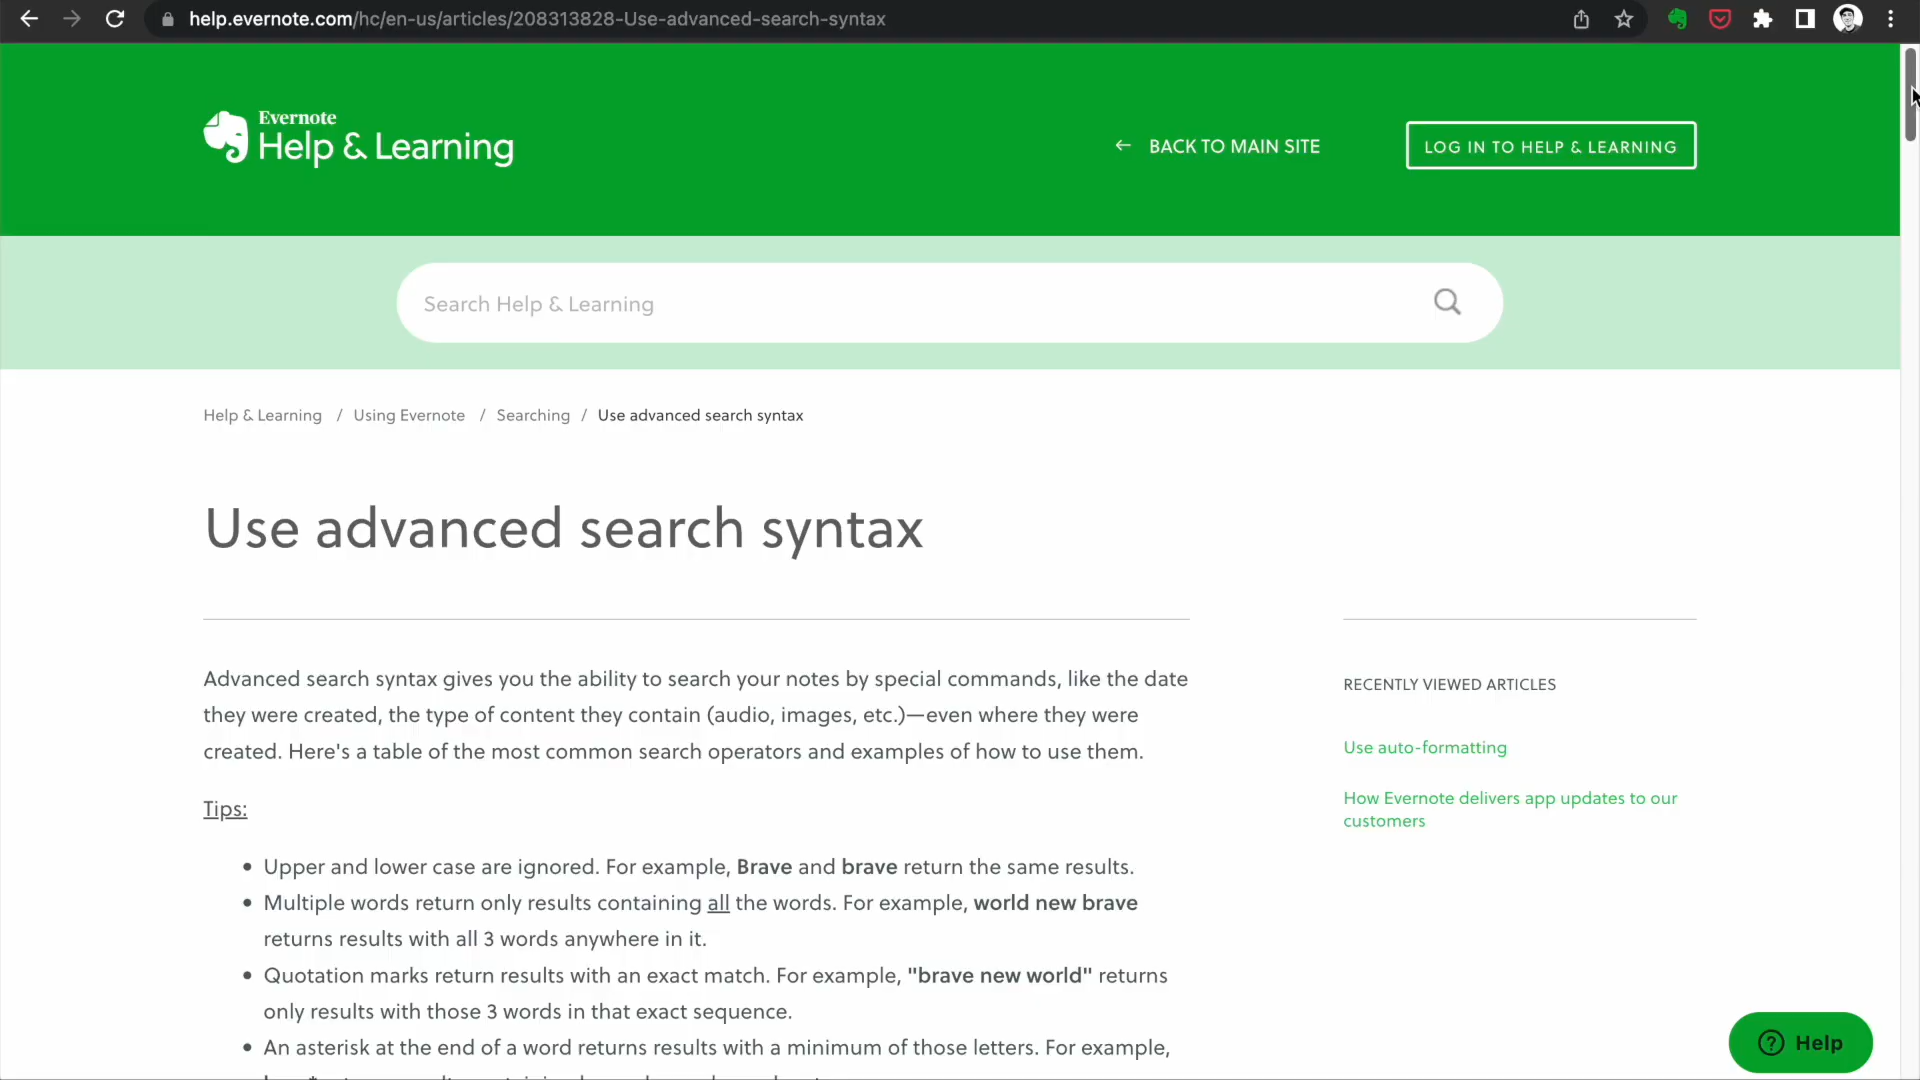 help.evernote.com/hc/en-us/articles/208313828-Use-advanced-search-syntax
Evernote
Help & Learning
BACK TO MAIN SITE
LOG IN TO HELP & LEARNING
Search Help & Learning
Help & Learning / Using Evernote / Searching / Use advanced search syntax
Use advanced search syntax
Advanced search syntax gives you the ability to search your notes by special commands, like the date
they were created, the type of content they contain (audio, images, etc.)—even where they were
created. Here's a table of the most common search operators and examples of how to use them.
Tips:
• Upper and lower case are ignored. For example, Brave and brave return the same results.
• Multiple words return only results containing all the words. For example, world new brave
returns results with all 3 words anywhere in it.
• Quotation marks return results with an exact match. For example, "brave new world" returns
only results with those 3 words in that exact sequence.
• An asterisk at the end of a word returns results with a minimum of those letters. For example,
RECENTLY VIEWED ARTICLES
Use auto-formatting
How Evernote delivers app updates to our
customers
Help